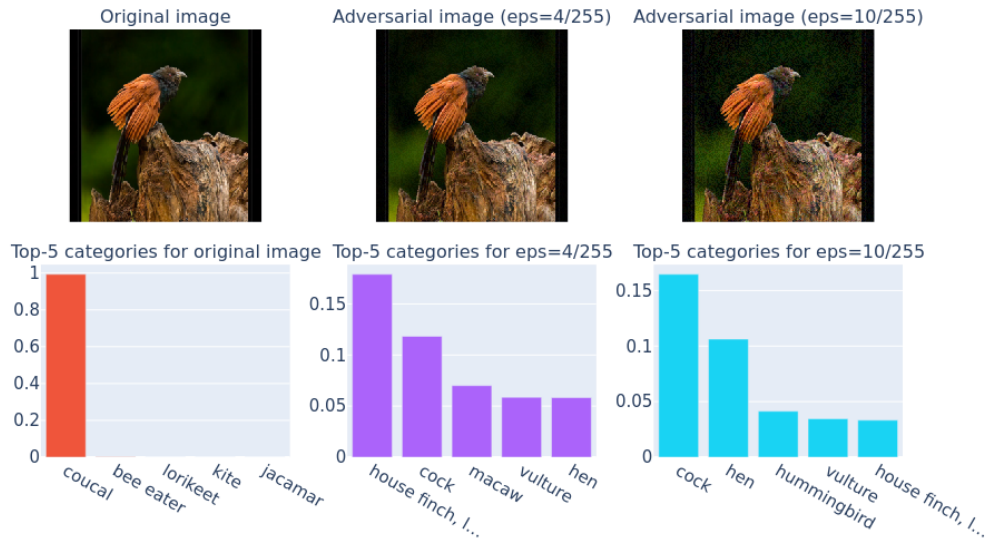 Original image
Adversarial image (eps=4/255)
Adversarial image (eps=10/255)
Top-5 categories for original image
1
0.8
0.6
0.4
0.2
0
coucal
bee eater
lorikeet
kite
jacamar
Top-5 categories for eps=4/255
0.15
0.1
0.05
0
house finch, l...
cock
macaw
vulture
hen
Top-5 categories for eps=10/255
0.15
0.1
0.05
0
cock
hen
hummingbird
vulture
house finch, l...